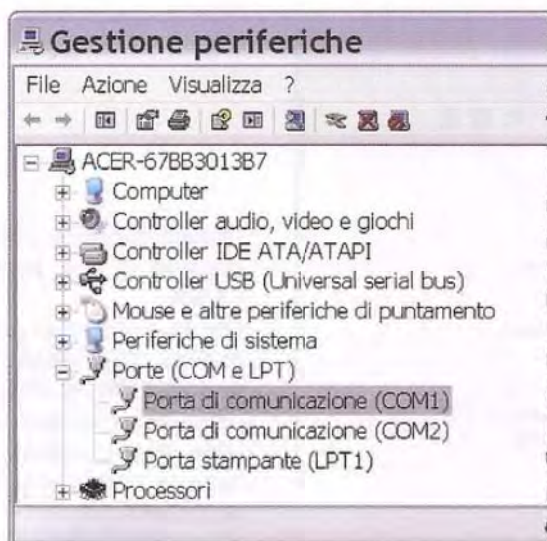 Gestione periferiche
File Azione Visualizza ?
ACER-67BB3013B7
Computer
Controller audio, video e giochi
Controller IDE ATA/ATAPI
Controller USB (Universal serial bus)
Mouse e altre periferiche di puntamento
Periferiche di sistema
Porte (COM e LPT)
Porta di comunicazione (COM1)
Porta di comunicazione (COM2)
Porta stampante (LPT1)
Processori